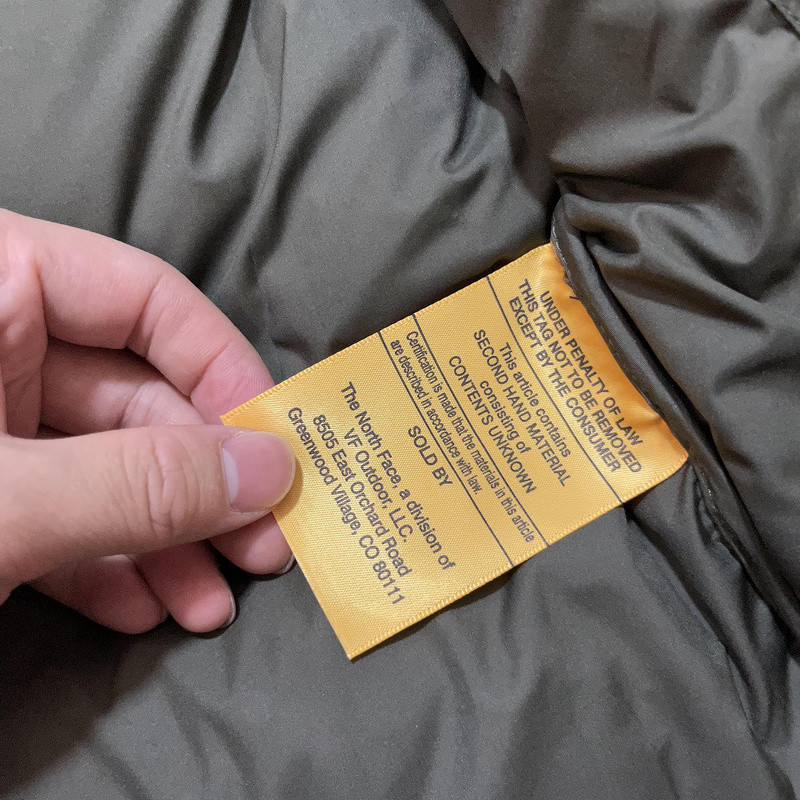 UNDER PENALTY OF LAW
THIS TAG NOT TO BE REMOVED
EXCEPT BY THE CONSUMER
This article contains
SECOND HAND MATERIAL
consisting of
CONTENTS UNKNOWN
Certification is made that the materials in this article
are described in accordance with law.
SOLD BY
The North Face, a division of
VF Outdoor, LLC.
8505 East Orchard Road
Greenwood Village, CO 80111